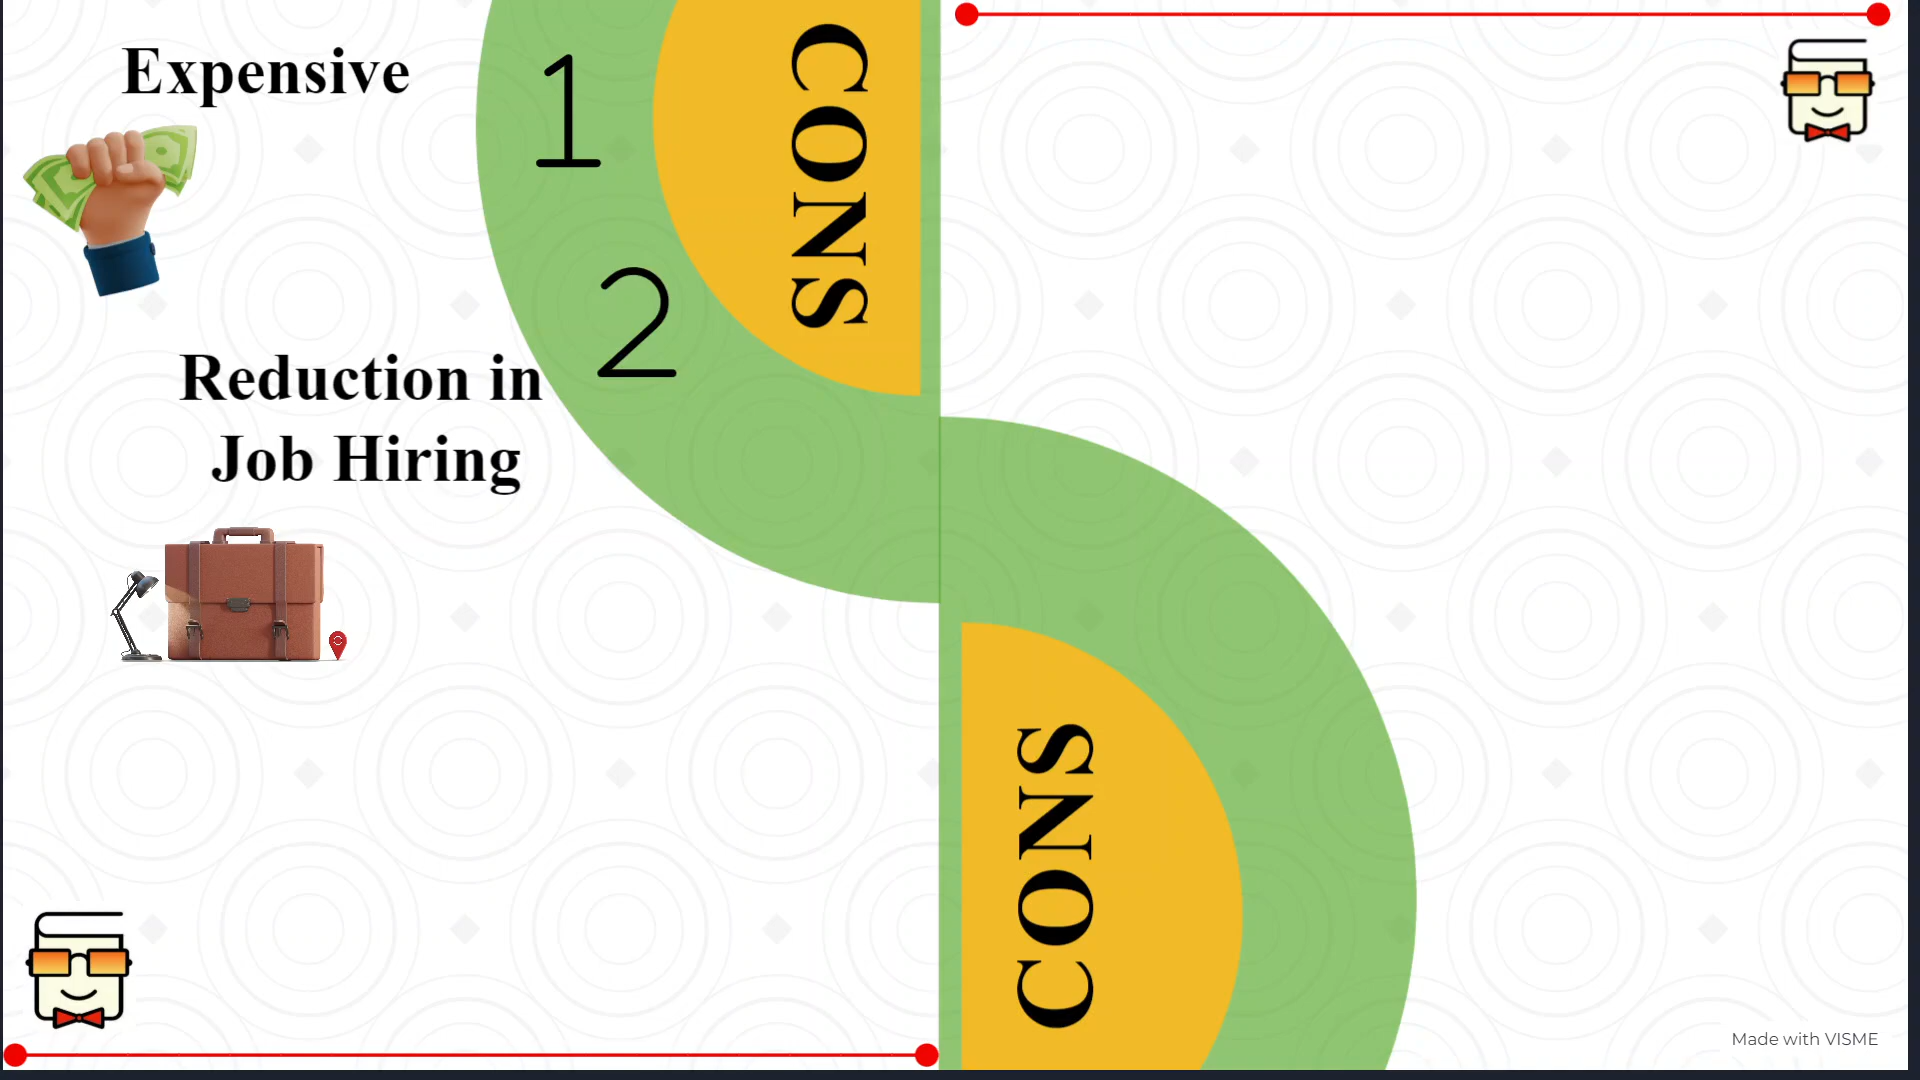 Expensive
1
CONS
2
Reduction in
Job Hiring
CONS
Made with VISME